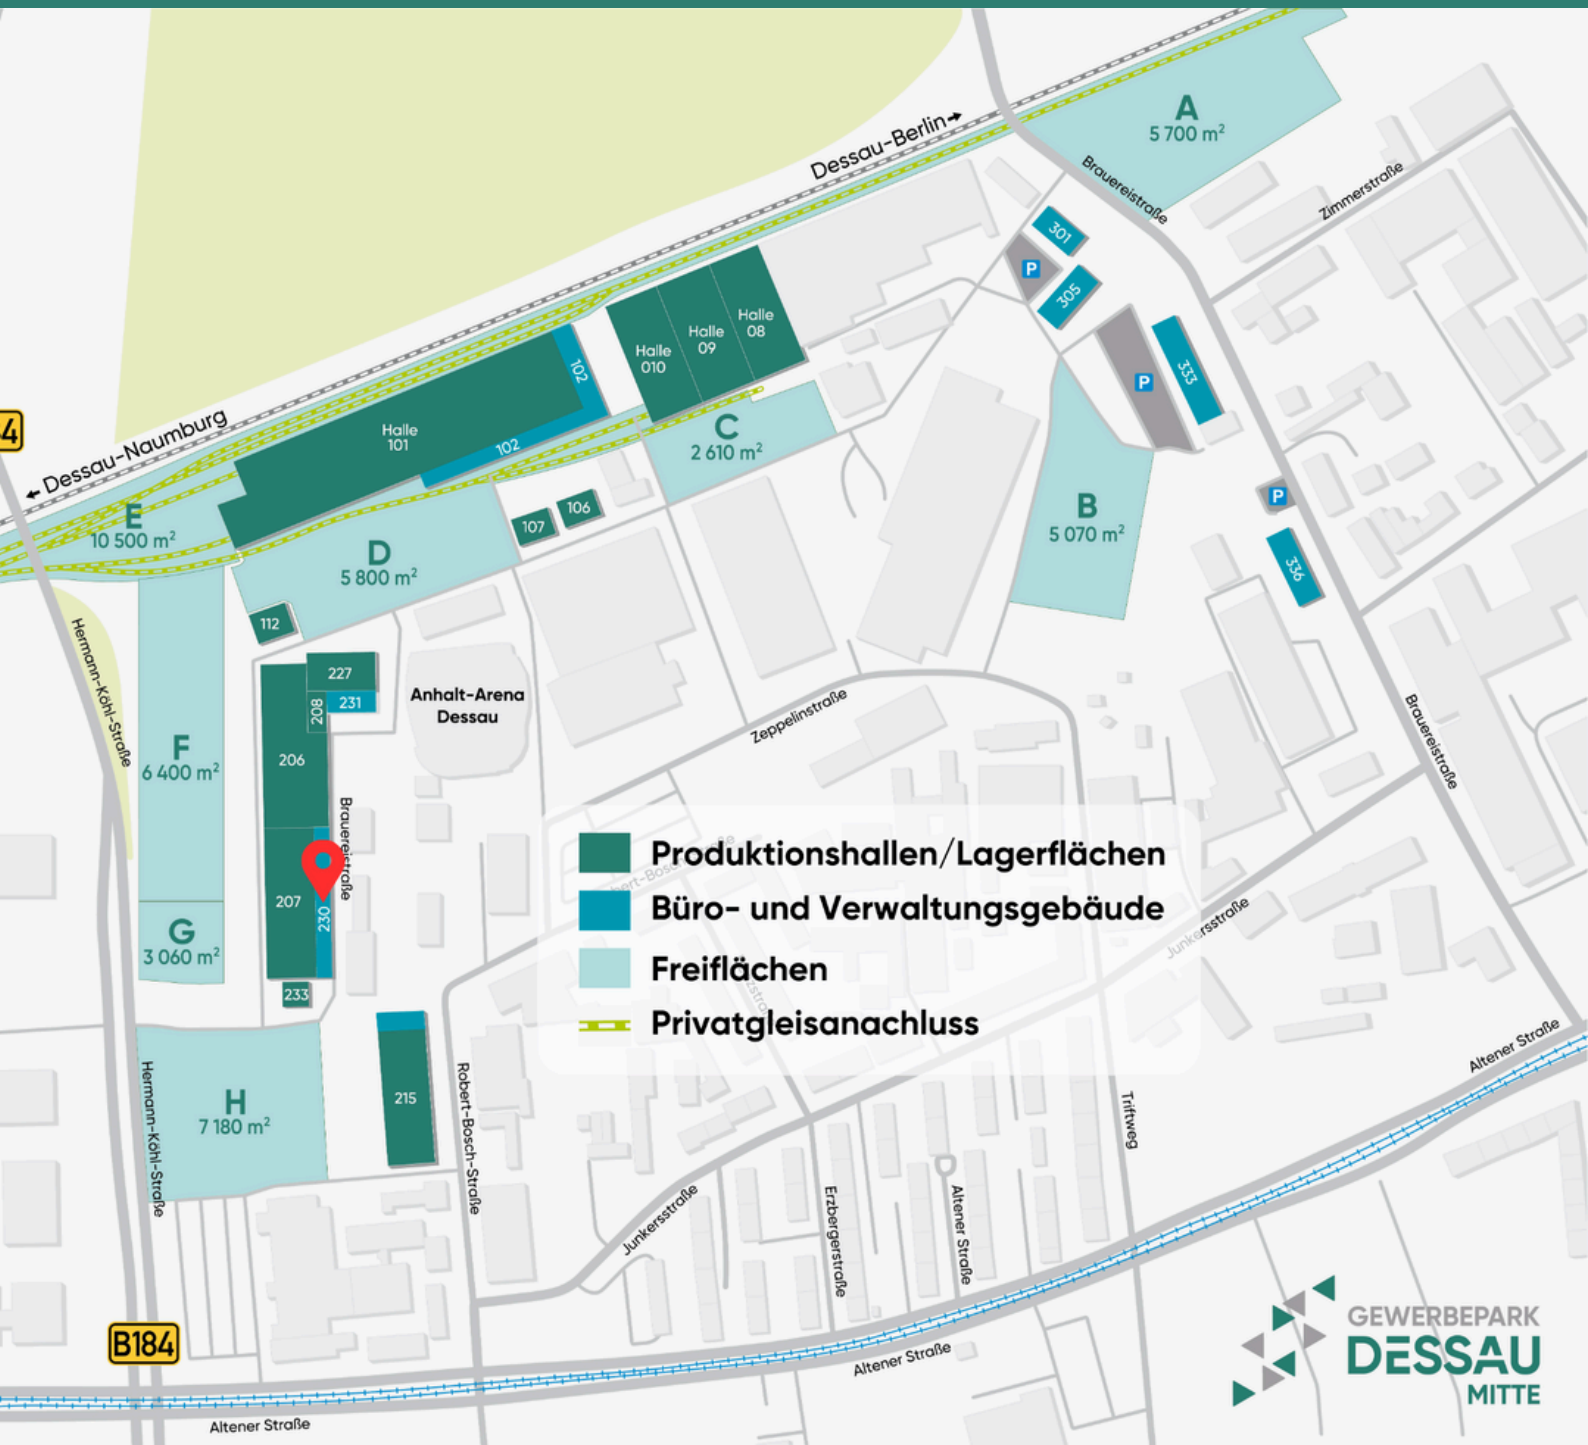 A
5 700 m²
Dessau-Berlin
Brauereistraße
Zimmerstraße
301
P
305
Halle
08
Halle
09
Halle
010
333
P
102
Halle
101
102
C
2 610 m²
4
Dessau-Naumburg
E
10 500 m²
106
107
B
5 070 m²
P
336
D
5 800 m²
112
Hermann-Köhl-Straße
227
231
208
Anhalt-Arena
Dessau
Zeppelinstraße
Brauereistraße
F
6 400 m²
206
Brauereistraße
Produktionshallen/Lagerflächen
Büro- und Verwaltungsgebäude
Freiflächen
Privatgleisanachluss
207
230
G
3 060 m²
233
Junkersstraße
H
7 180 m²
Hermann-Köhl-Straße
215
Robert-Bosch-Straße
Altener Straße
Triftweg
Junkersstraße
Erzbergerstraße
Altener Straße
B184
Altener Straße
Altener Straße
GEWERBEPARK
DESSAU
MITTE